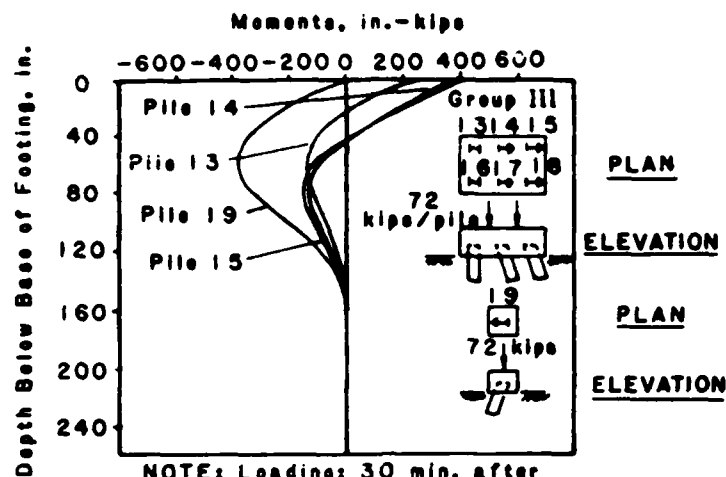 Moments, in.-kips
-600 -400 -200 0 200 400 600
Depth Below Base of Footing, in.
0
40
80
120
160
200
240
Pile 14
Pile 13
Pile 19
Pile 15
Group III
13 14 15
16 17 18
PLAN
72
kips/pile
ELEVATION
19
PLAN
72 kips
ELEVATION
NOTE: Loading: 30 min. after